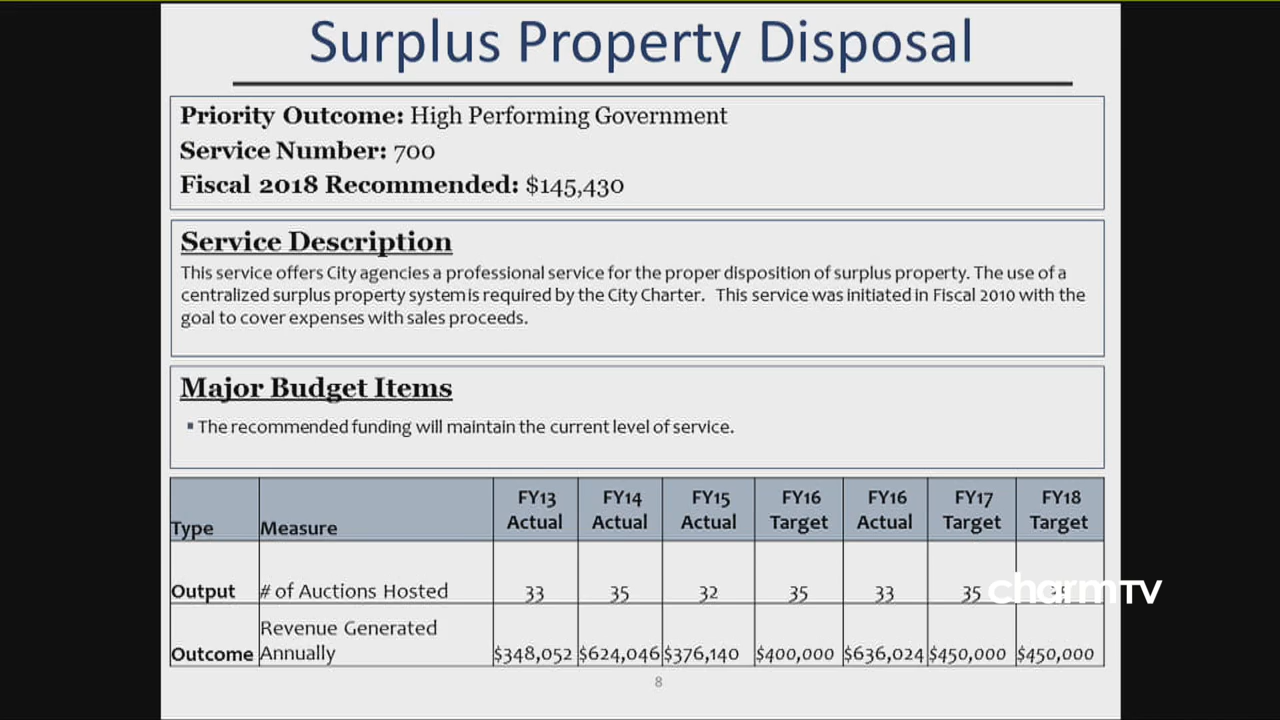 Surplus Property Disposal
Priority Outcome: High Performing Government
Service Number: 700
Fiscal 2018 Recommended: $145,430
Service Description
This service offers City agencies a professional service for the proper disposition of surplus property. The use of a
centralized surplus property system is required by the City Charter. This service was initiated in Fiscal 2010 with the
goal to cover expenses with sales proceeds.
Major Budget Items
▪ The recommended funding will maintain the current level of service.
Type Measure FY13 Actual FY14 Actual FY15 Actual FY16 Target FY16 Actual FY17 Target FY18 Target
Output # of Auctions Hosted 33 35 32 35 33 35
Outcome Revenue Generated Annually $348,052 $624,046 $376,140 $400,000 $636,024 $450,000 $450,000
charmTV
8